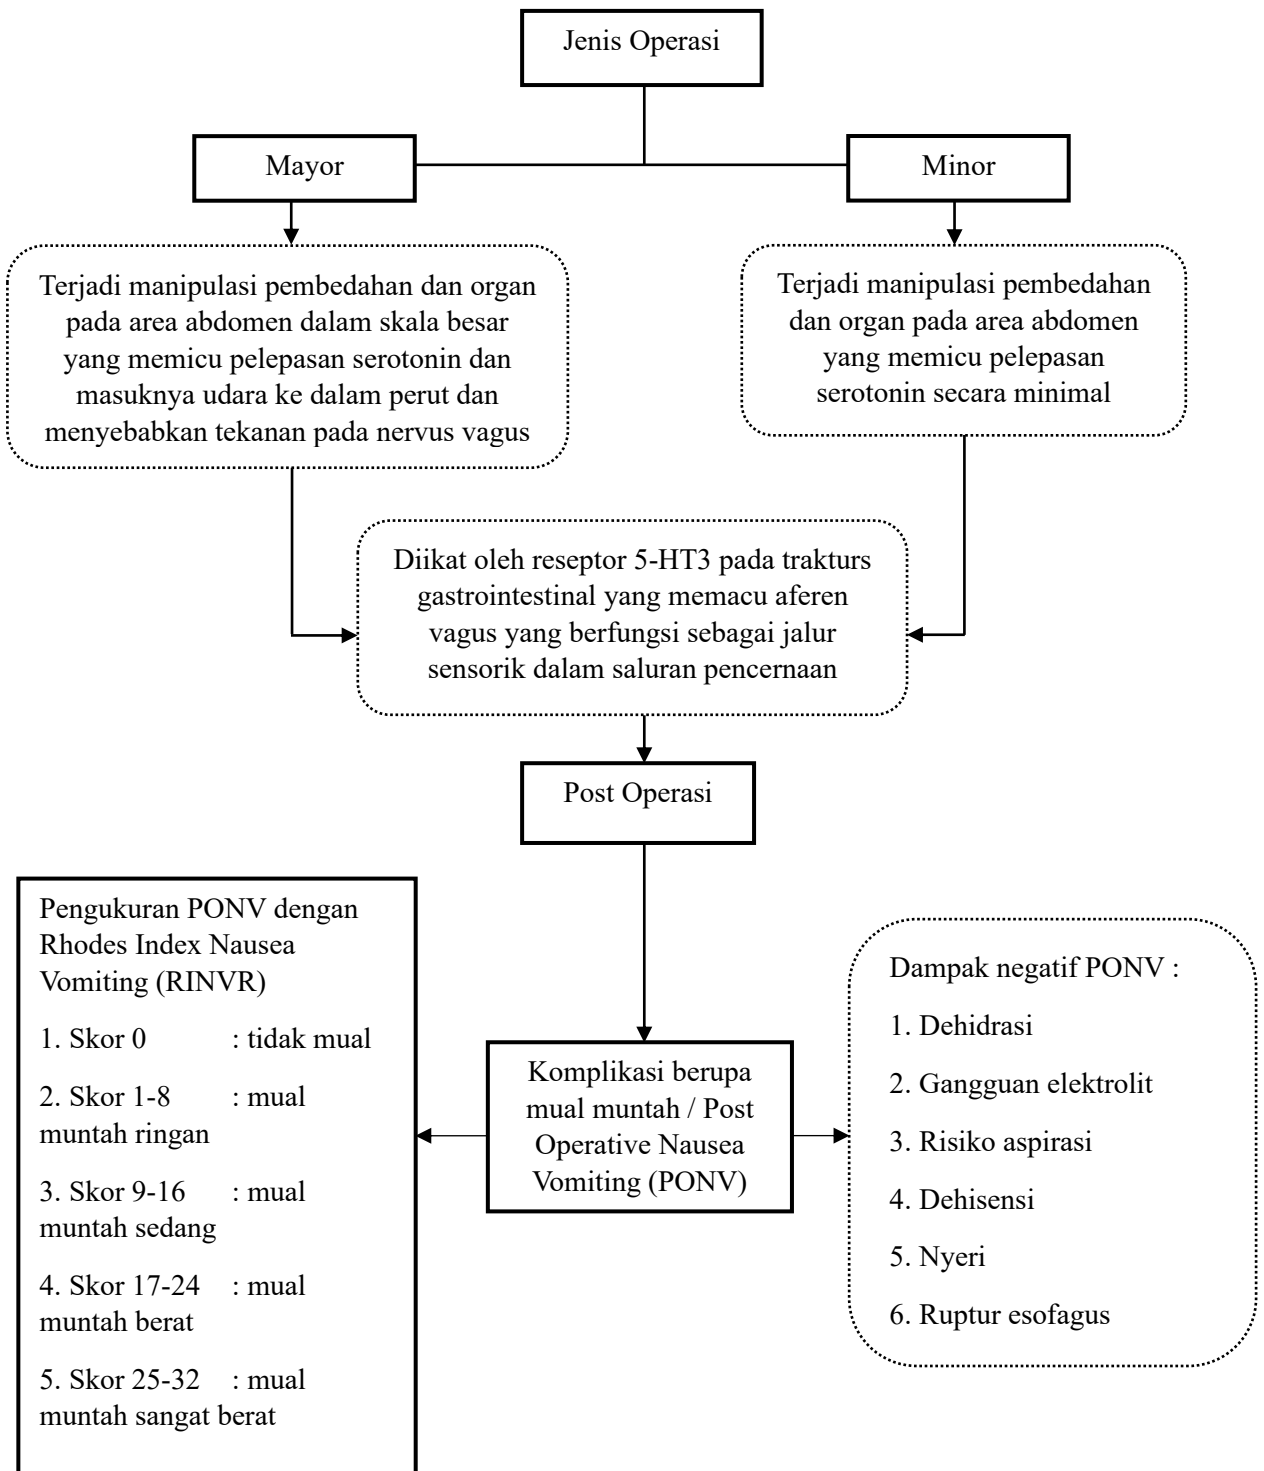 Jenis Operasi
Mayor
Minor
Terjadi manipulasi pembedahan dan organ
pada area abdomen dalam skala besar
yang memicu pelepasan serotonin dan
masuknya udara ke dalam perut dan
menyebabkan tekanan pada nervus vagus
Terjadi manipulasi pembedahan
dan organ pada area abdomen
yang memicu pelepasan
serotonin secara minimal
Diikat oleh reseptor 5-HT3 pada trakturs
gastrointestinal yang memacu aferen
vagus yang berfungsi sebagai jalur
sensorik dalam saluran pencernaan
Post Operasi
Pengukuran PONV dengan
Rhodes Index Nausea
Vomiting (RINVR)
1. Skor 0 : tidak mual
2. Skor 1-8 : mual
muntah ringan
3. Skor 9-16 : mual
muntah sedang
4. Skor 17-24 : mual
muntah berat
5. Skor 25-32 : mual
muntah sangat berat
Komplikasi berupa
mual muntah / Post
Operative Nausea
Vomiting (PONV)
Dampak negatif PONV :
1. Dehidrasi
2. Gangguan elektrolit
3. Risiko aspirasi
4. Dehisensi
5. Nyeri
6. Ruptur esofagus